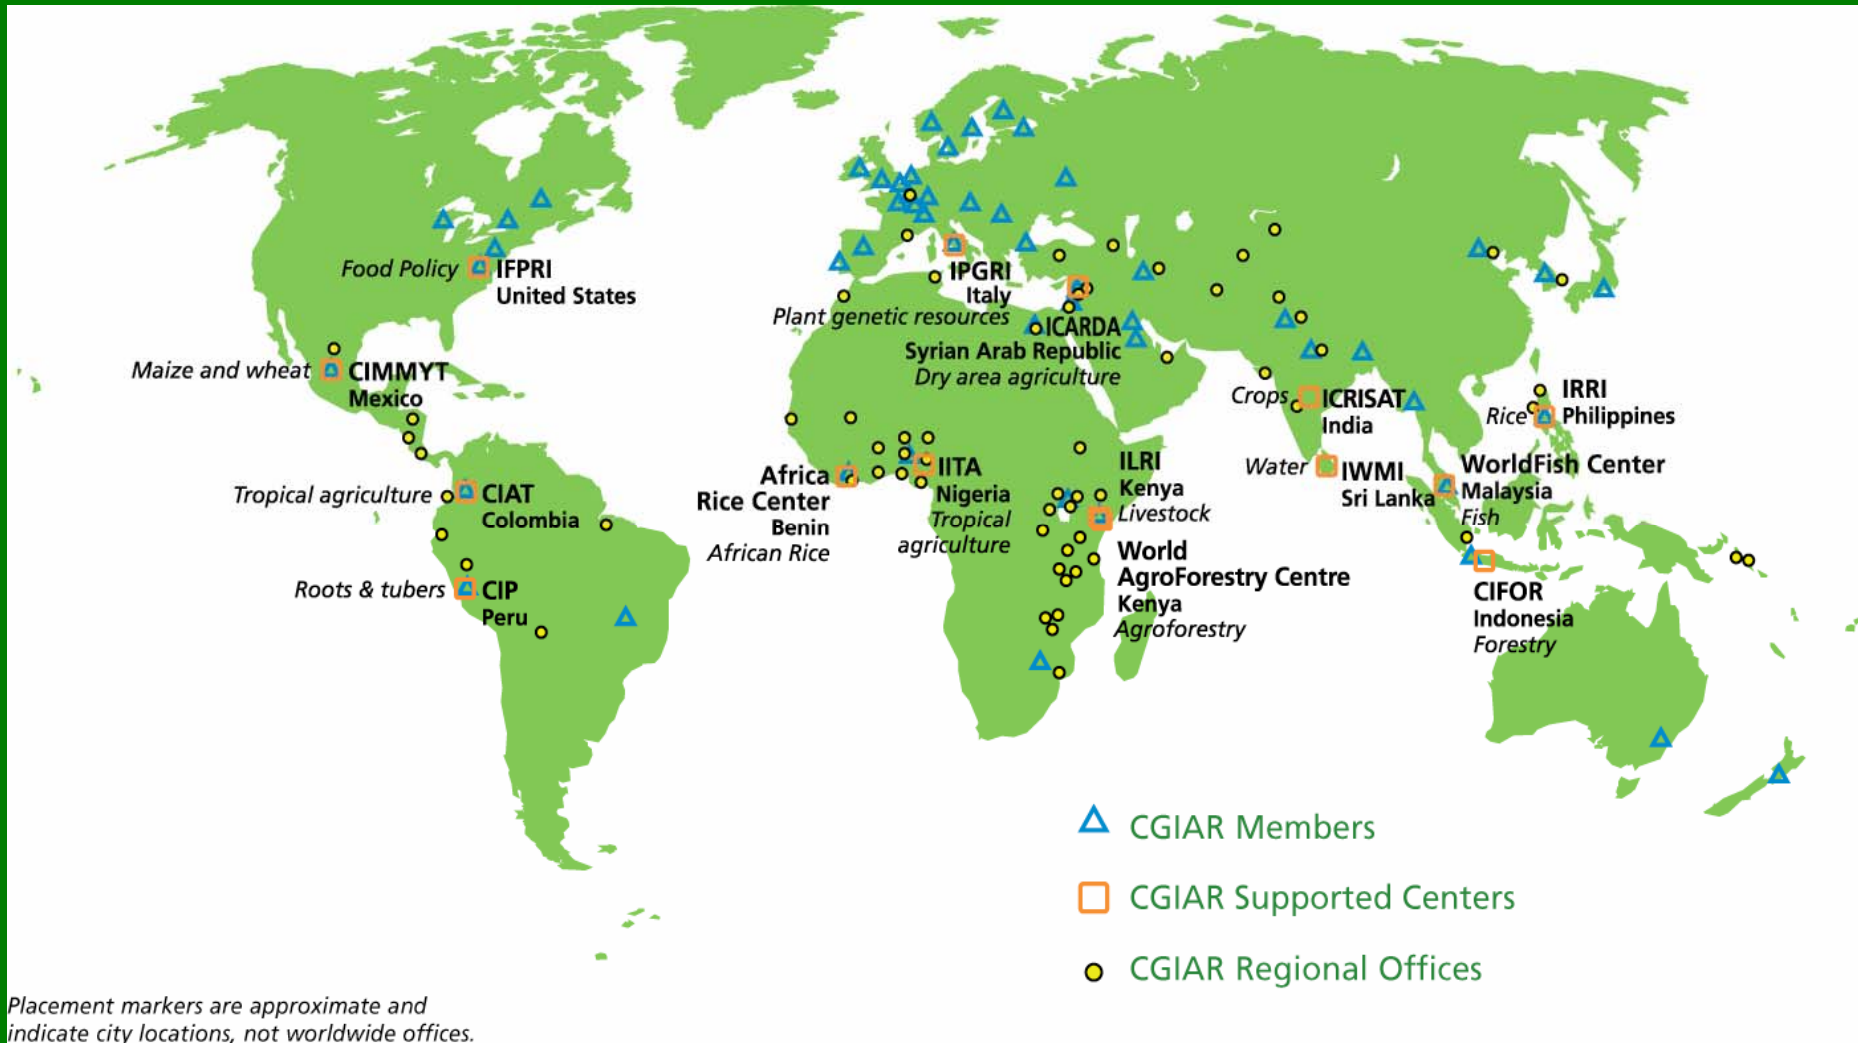 Food Policy
IFPRI
United States
Maize and wheat
CIMMYT
Mexico
Tropical agriculture
CIAT
Colombia
Roots & tubers
CIP
Peru
IPGRI
Italy
Plant genetic resources
ICARDA
Syrian Arab Republic
Dry area agriculture
Africa
Rice Center
Benin
African Rice
IITA
Nigeria
Tropical
agriculture
ILRI
Kenya
Livestock
World
AgroForestry Centre
Kenya
Agroforestry
Crops
ICRISAT
India
Water
IWMI
Sri Lanka
Rice
IRRI
Philippines
WorldFish Center
Malaysia
Fish
CIFOR
Indonesia
Forestry
CGIAR Members
CGIAR Supported Centers
CGIAR Regional Offices
Placement markers are approximate and
indicate city locations, not worldwide offices.